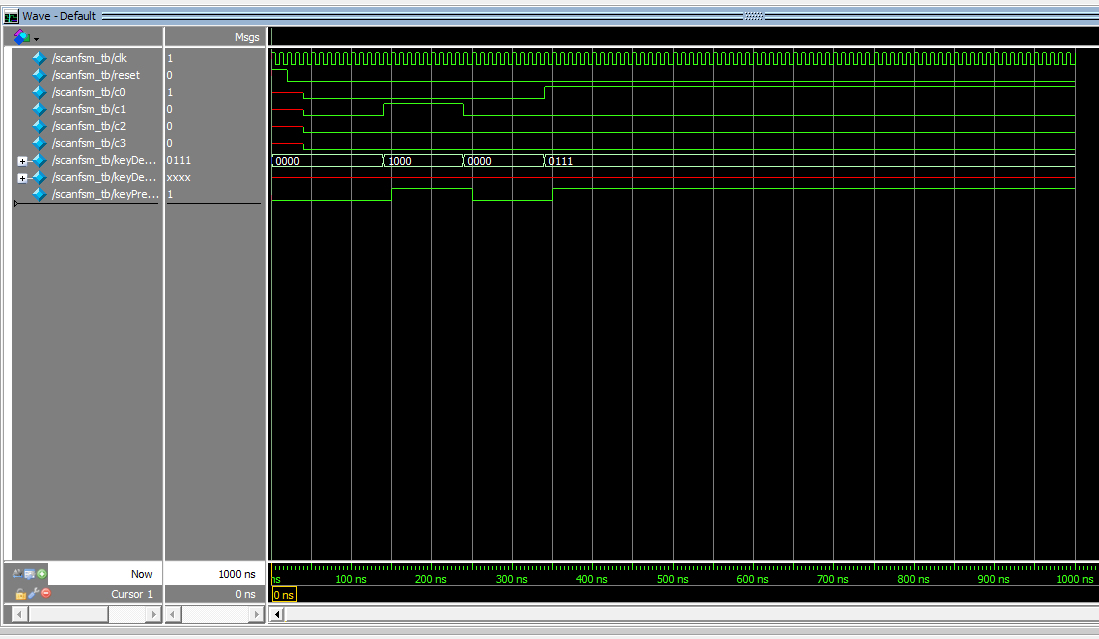 Wave - Default
Msgs
/scanfsm_tb/clk 1
/scanfsm_tb/reset 0
/scanfsm_tb/c0 1
/scanfsm_tb/c1 0
/scanfsm_tb/c2 0
/scanfsm_tb/c3 0
/scanfsm_tb/keyDe... 0111 0000 1000 0000 0111
/scanfsm_tb/keyDe... xxxx
/scanfsm_tb/keyPre... 1
Now 1000 ns ns 100 ns 200 ns 300 ns 400 ns 500 ns 600 ns 700 ns 800 ns 900 ns 1000 ns
Cursor 1 0 ns 0 ns